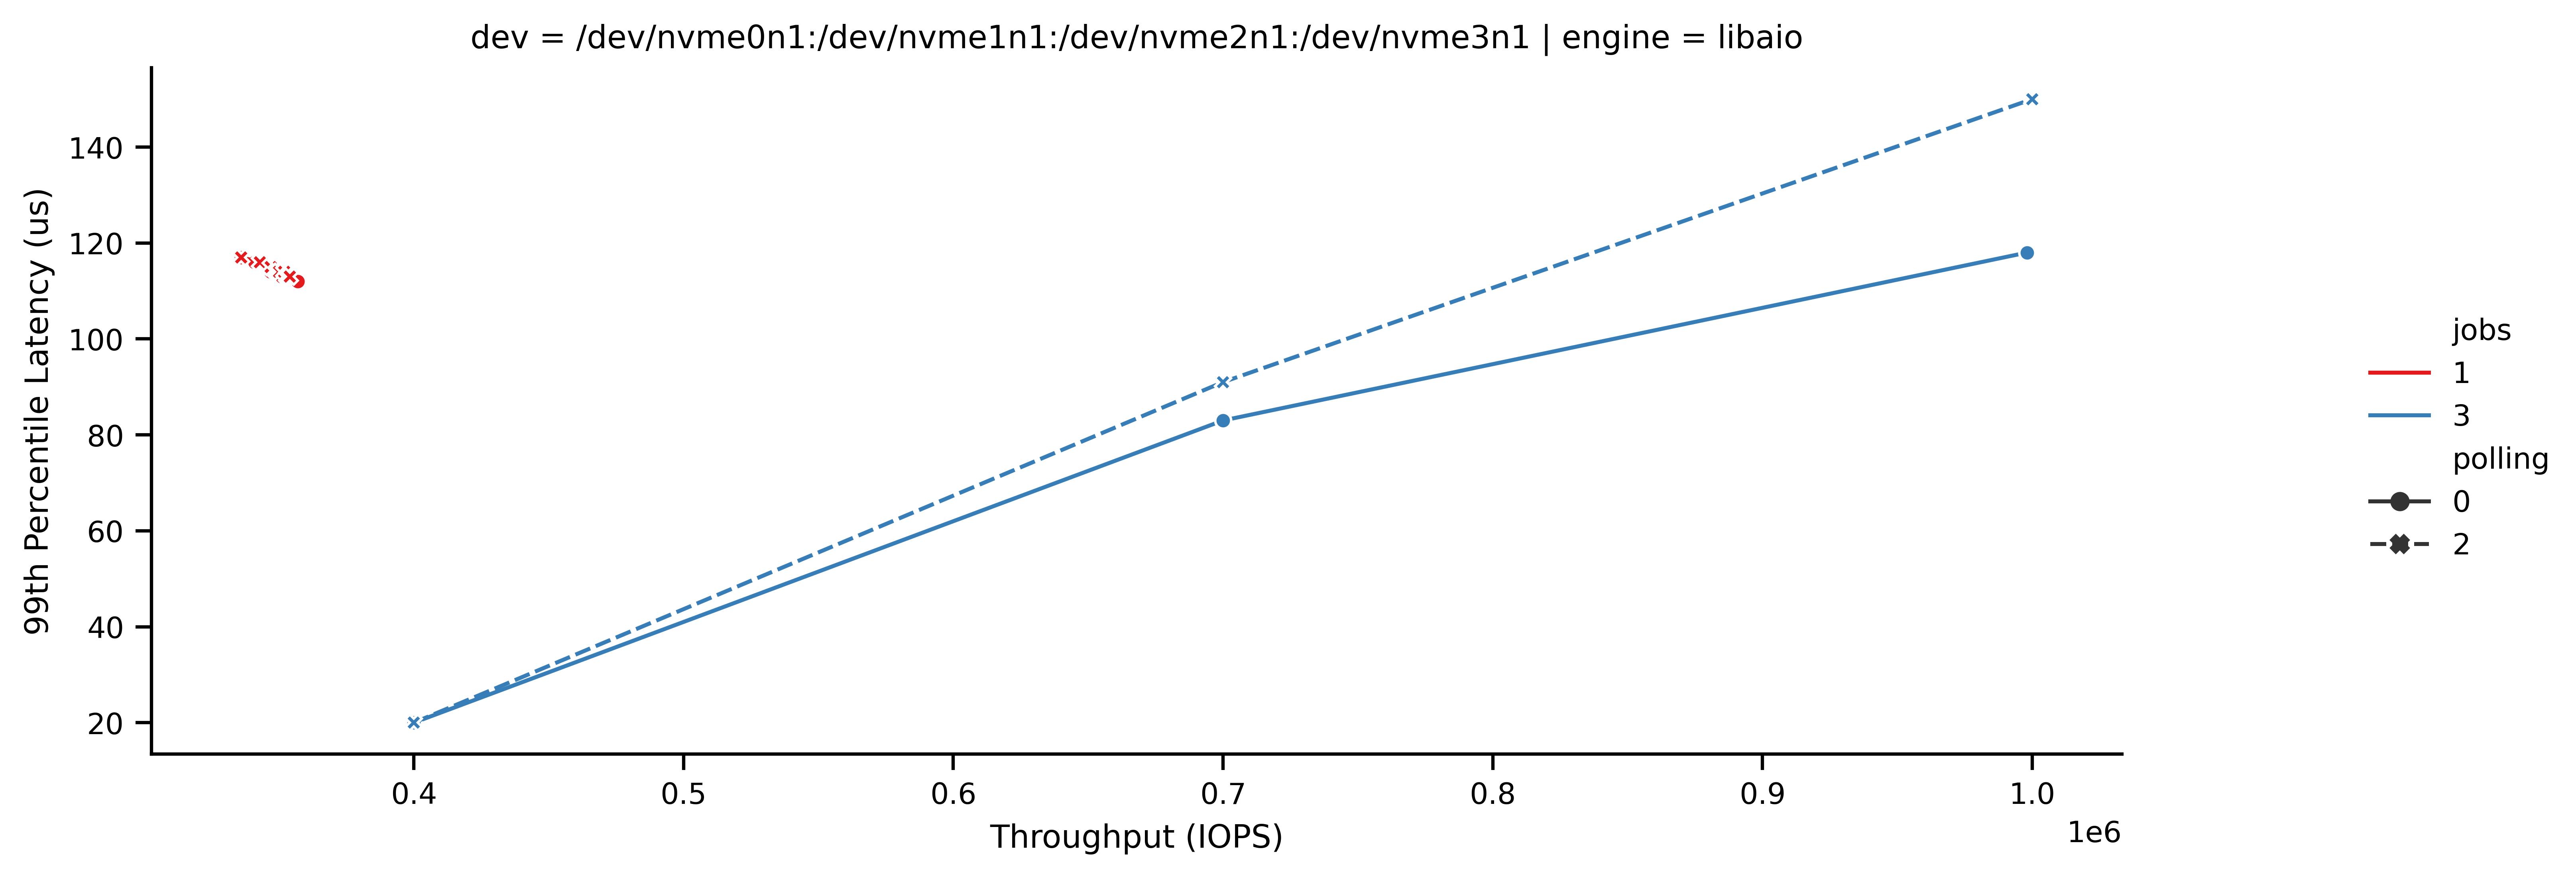 dev = /dev/nvme0n1:/dev/nvme1n1:/dev/nvme2n1:/dev/nvme3n1 | engine = libaio
99th Percentile Latency (us)
140
120
100
80
60
40
20
0.4 0.5 0.6 0.7 0.8 0.9 1.0
1e6
Throughput (IOPS)
jobs
1
3
polling
0
2